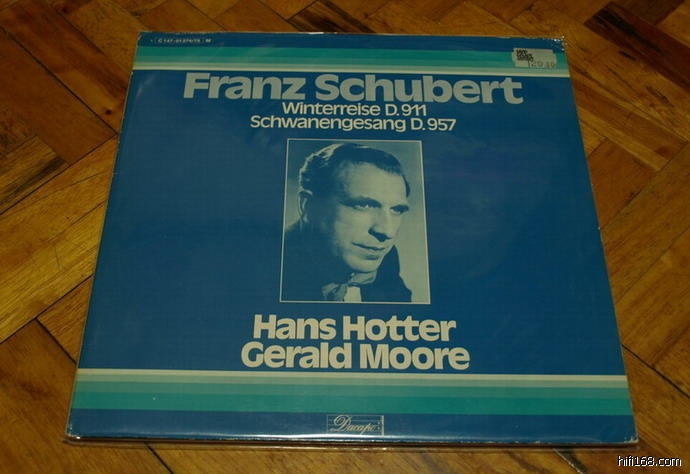 Franz Schubert
Winterreise D.911
Schwanengesang D.957
Hans Hotter
Gerald Moore
Dacapo
hifi168.com